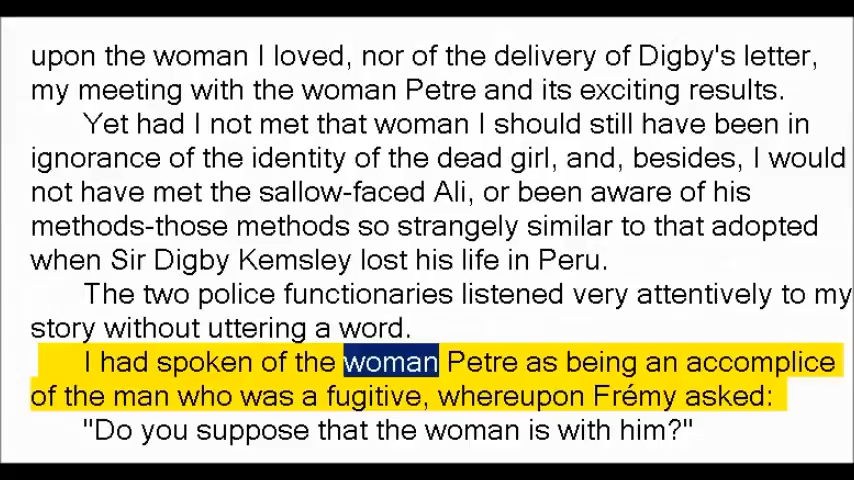 upon the woman I loved, nor of the delivery of Digby's letter,
my meeting with the woman Petre and its exciting results.
Yet had I not met that woman I should still have been in
ignorance of the identity of the dead girl, and, besides, I would
not have met the sallow-faced Ali, or been aware of his
methods-those methods so strangely similar to that adopted
when Sir Digby Kemsley lost his life in Peru.
The two police functionaries listened very attentively to my
story without uttering a word.
I had spoken of the woman Petre as being an accomplice
of the man who was a fugitive, whereupon Frémy asked:
"Do you suppose that the woman is with him?"